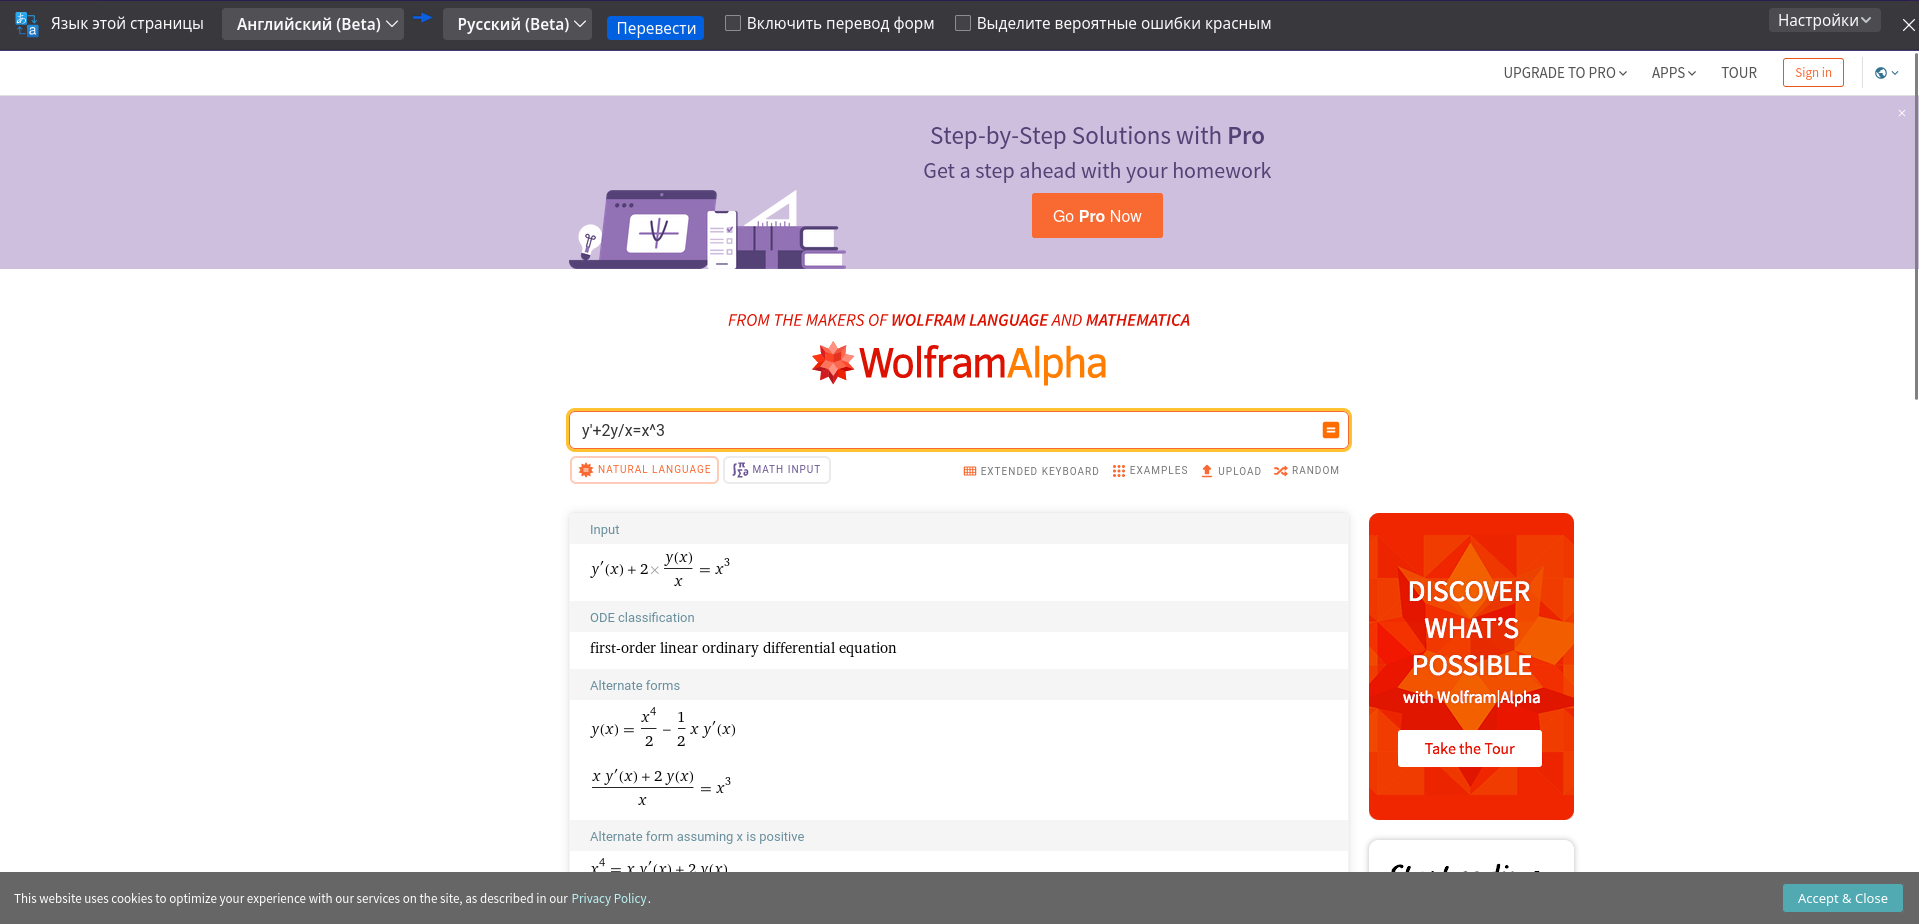 Язык этой страницы Английский (Beta) Русский (Beta) Перевести Включить перевод форм Выделите вероятные ошибки красным Настройки
UPGRADE TO PRO APPS TOUR Sign in
Step-by-Step Solutions with Pro
Get a step ahead with your homework
Go Pro Now
FROM THE MAKERS OF WOLFRAM LANGUAGE AND MATHEMATICA
WolframAlpha
y'+2y/x=x^3
NATURAL LANGUAGE MATH INPUT EXTENDED KEYBOARD EXAMPLES UPLOAD RANDOM
Input
y′(x) + 2× y(x)/x = x^3
ODE classification
first-order linear ordinary differential equation
Alternate forms
y(x) = x^4/2 − 1/2 x y′(x)
(x y′(x) + 2 y(x))/x = x^3
Alternate form assuming x is positive
x^4 = x y′(x) + 2 y(x)
DISCOVER
WHAT'S
POSSIBLE
with Wolfram|Alpha
Take the Tour
This website uses cookies to optimize your experience with our services on the site, as described in our Privacy Policy.
Accept & Close